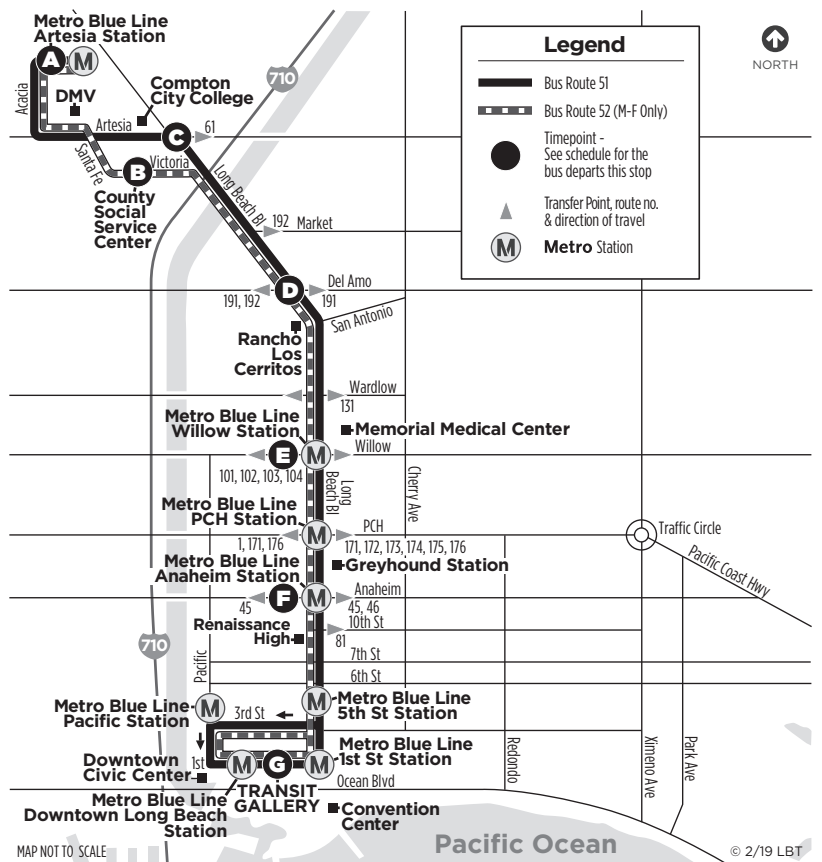 Metro Blue Line
Artesia Station
A
M
Acacia
DMV
Compton
City College
Artesia
C
61
710
Legend
Bus Route 51
Bus Route 52 (M-F Only)
Timepoint -
See schedule for the
bus departs this stop
Transfer Point, route no.
& direction of travel
M
Metro Station
NORTH
Santa Fe
B
Victoria
County
Social
Service
Center
Long Beach Bl
192
Market
D
Del Amo
191, 192
191
San Antonio
Rancho
Los
Cerritos
Wardlow
131
Metro Blue Line
Willow Station
Memorial Medical Center
E
M
Willow
101, 102, 103, 104
Long
Beach Bl
Cherry Ave
Metro Blue Line
PCH Station
M
PCH
1, 171, 176
171, 172, 173, 174, 175, 176
Traffic Circle
Pacific Coast Hwy
Metro Blue Line
Anaheim Station
Greyhound Station
F
M
Anaheim
45
45, 46
Renaissance
High
10th St
81
710
Pacific
7th St
6th St
Metro Blue Line
Pacific Station
M
3rd St
M
Metro Blue Line
5th St Station
Downtown
Civic Center
1st
M
G
M
Metro Blue Line
1st St Station
Redondo
Ximeno Ave
Park Ave
Ocean Blvd
Metro Blue Line
Downtown Long Beach
Station
TRANSIT
GALLERY
Convention
Center
Pacific Ocean
MAP NOT TO SCALE
© 2/19 LBT